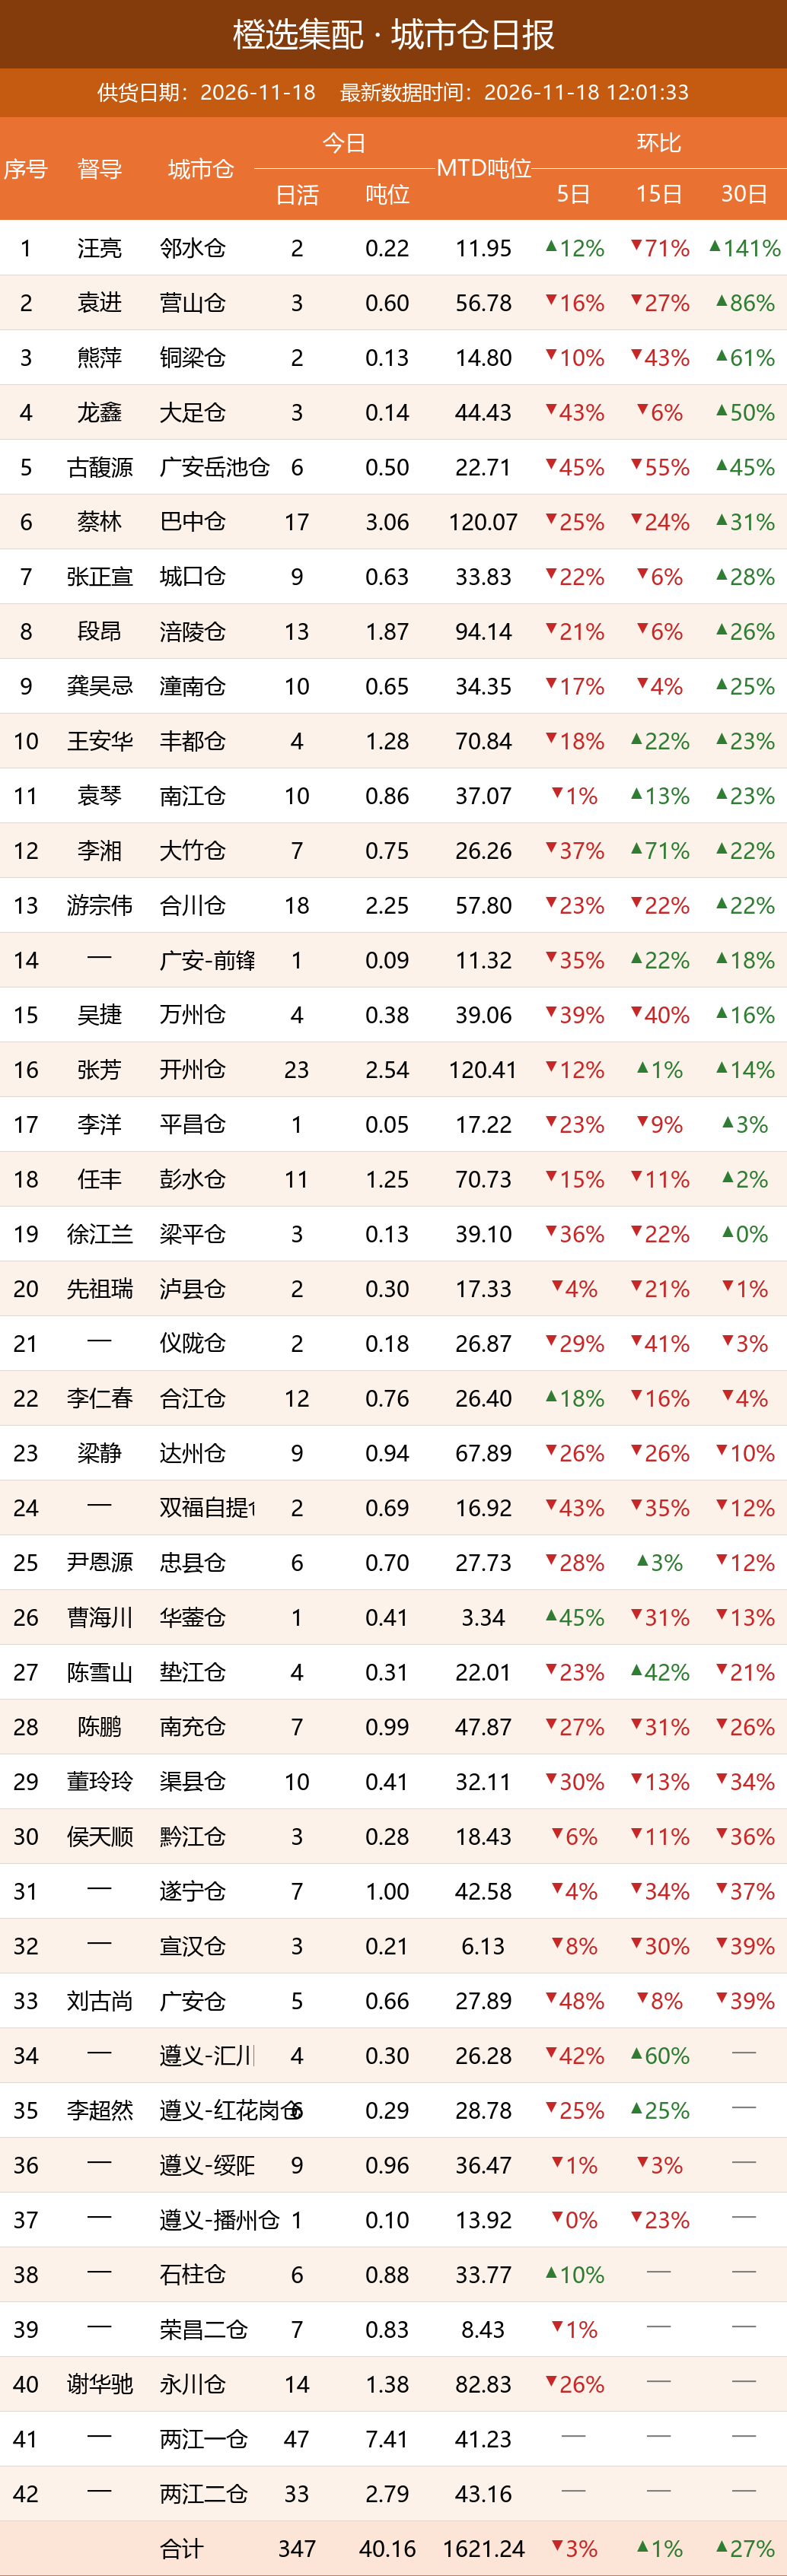 橙选集配 · 城市仓日报
供货日期：2026-11-18 最新数据时间：2026-11-18 12:01:33
序号 督导 城市仓 今日 MTD吨位 环比
日活 吨位 5日 15日 30日
1 汪亮 邻水仓 2 0.22 11.95 ▲12% ▼71% ▲141%
2 袁进 营山仓 3 0.60 56.78 ▼16% ▼27% ▲86%
3 熊萍 铜梁仓 2 0.13 14.80 ▼10% ▼43% ▲61%
4 龙鑫 大足仓 3 0.14 44.43 ▼43% ▼6% ▲50%
5 古馥源 广安岳池仓 6 0.50 22.71 ▼45% ▼55% ▲45%
6 蔡林 巴中仓 17 3.06 120.07 ▼25% ▼24% ▲31%
7 张正宣 城口仓 9 0.63 33.83 ▼22% ▼6% ▲28%
8 段昂 涪陵仓 13 1.87 94.14 ▼21% ▼6% ▲26%
9 龚吴忌 潼南仓 10 0.65 34.35 ▼17% ▼4% ▲25%
10 王安华 丰都仓 4 1.28 70.84 ▼18% ▲22% ▲23%
11 袁琴 南江仓 10 0.86 37.07 ▼1% ▲13% ▲23%
12 李湘 大竹仓 7 0.75 26.26 ▼37% ▲71% ▲22%
13 游宗伟 合川仓 18 2.25 57.80 ▼23% ▼22% ▲22%
14 — 广安-前锋 1 0.09 11.32 ▼35% ▲22% ▲18%
15 吴捷 万州仓 4 0.38 39.06 ▼39% ▼40% ▲16%
16 张芳 开州仓 23 2.54 120.41 ▼12% ▲1% ▲14%
17 李洋 平昌仓 1 0.05 17.22 ▼23% ▼9% ▲3%
18 任丰 彭水仓 11 1.25 70.73 ▼15% ▼11% ▲2%
19 徐江兰 梁平仓 3 0.13 39.10 ▼36% ▼22% ▲0%
20 先祖瑞 泸县仓 2 0.30 17.33 ▼4% ▼21% ▼1%
21 — 仪陇仓 2 0.18 26.87 ▼29% ▼41% ▼3%
22 李仁春 合江仓 12 0.76 26.40 ▲18% ▼16% ▼4%
23 梁静 达州仓 9 0.94 67.89 ▼26% ▼26% ▼10%
24 — 双福自提 2 0.69 16.92 ▼43% ▼35% ▼12%
25 尹恩源 忠县仓 6 0.70 27.73 ▼28% ▲3% ▼12%
26 曹海川 华蓥仓 1 0.41 3.34 ▲45% ▼31% ▼13%
27 陈雪山 垫江仓 4 0.31 22.01 ▼23% ▲42% ▼21%
28 陈鹏 南充仓 7 0.99 47.87 ▼27% ▼31% ▼26%
29 董玲玲 渠县仓 10 0.41 32.11 ▼30% ▼13% ▼34%
30 侯天顺 黔江仓 3 0.28 18.43 ▼6% ▼11% ▼36%
31 — 遂宁仓 7 1.00 42.58 ▼4% ▼34% ▼37%
32 — 宣汉仓 3 0.21 6.13 ▼8% ▼30% ▼39%
33 刘古尚 广安仓 5 0.66 27.89 ▼48% ▼8% ▼39%
34 — 遵义-汇川 4 0.30 26.28 ▼42% ▲60% —
35 李超然 遵义-红花岗仓 6 0.29 28.78 ▼25% ▲25% —
36 — 遵义-绥阳 9 0.96 36.47 ▼1% ▼3% —
37 — 遵义-播州仓 1 0.10 13.92 ▼0% ▼23% —
38 — 石柱仓 6 0.88 33.77 ▲10% — —
39 — 荣昌二仓 7 0.83 8.43 ▼1% — —
40 谢华驰 永川仓 14 1.38 82.83 ▼26% — —
41 — 两江一仓 47 7.41 41.23 — — —
42 — 两江二仓 33 2.79 43.16 — — —
合计 347 40.16 1621.24 ▼3% ▲1% ▲27%